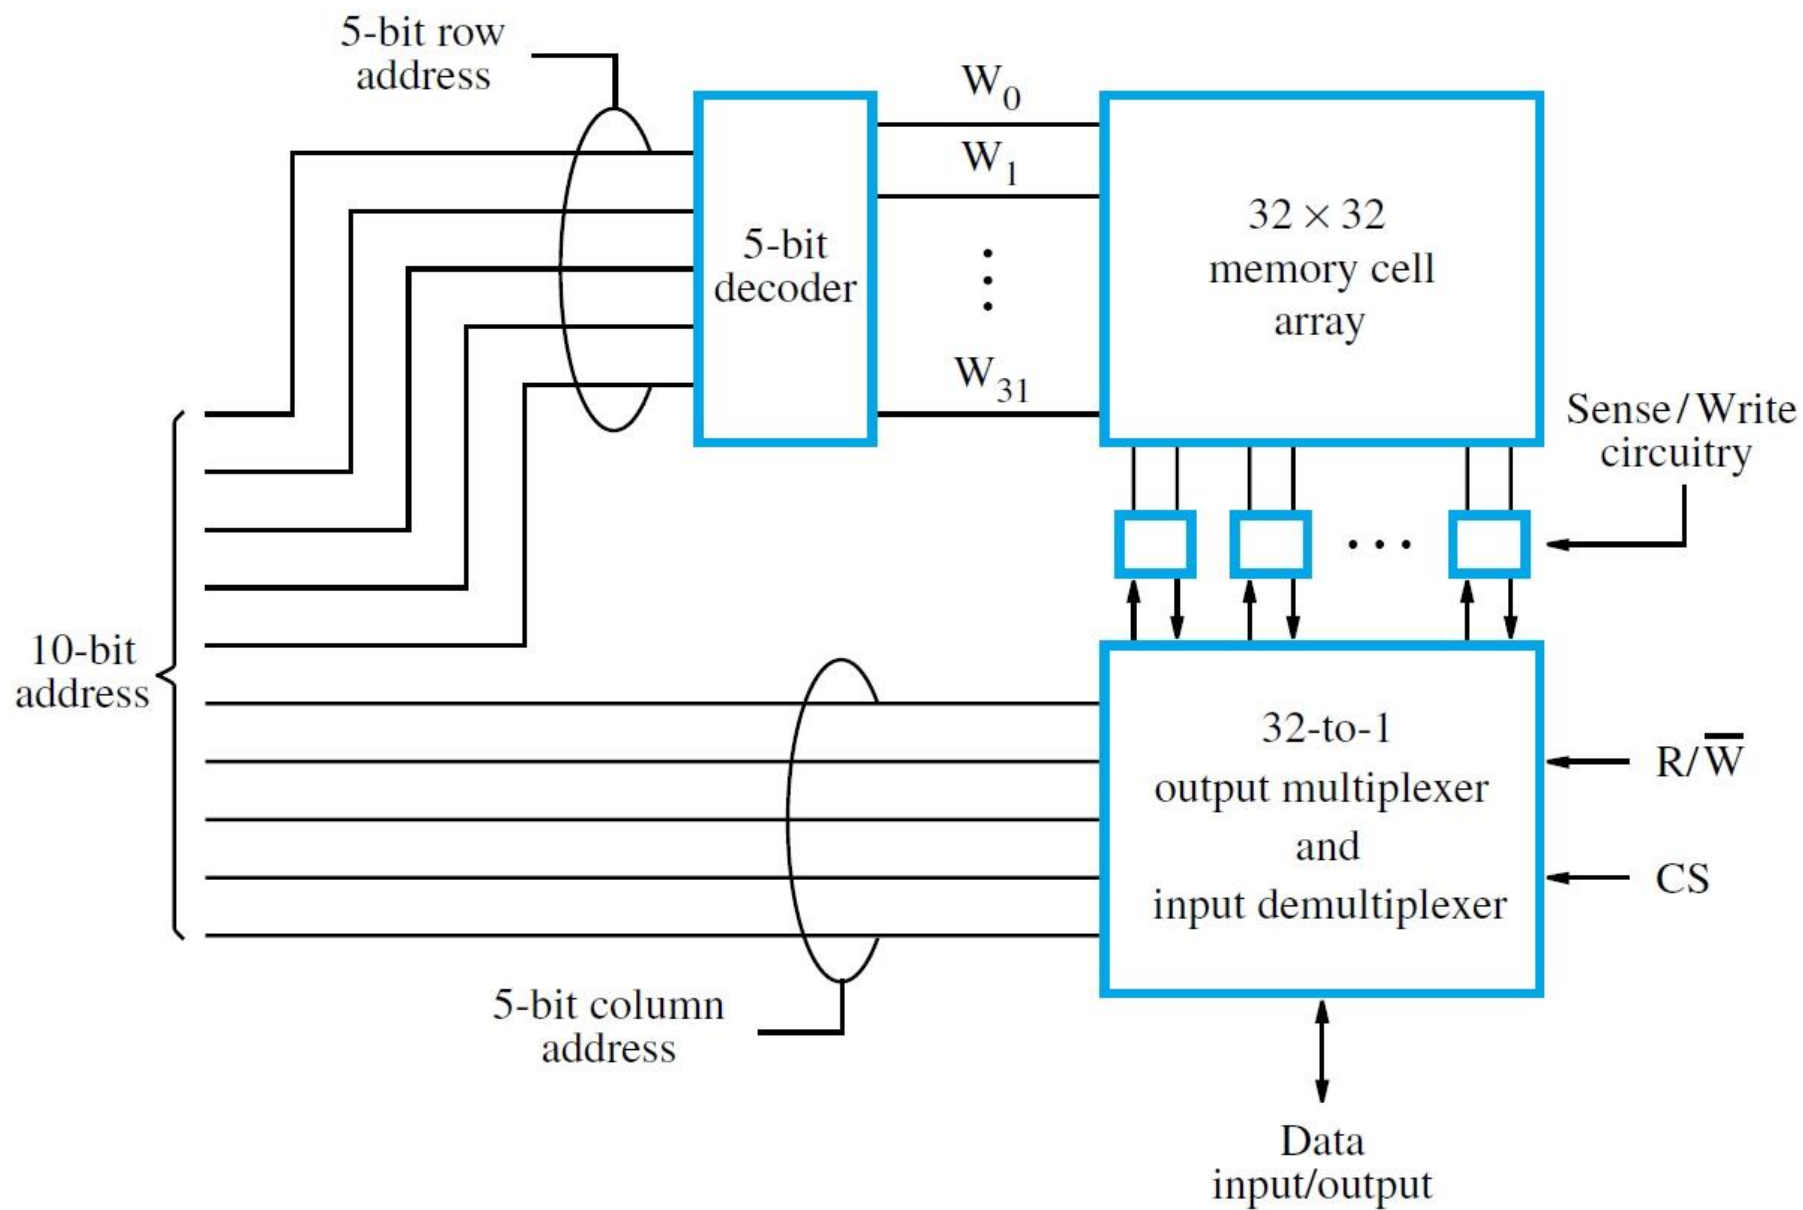 5-bit row
address
W0
W1
5-bit
decoder
W31
32 × 32
memory cell
array
Sense/Write
circuitry
10-bit
address
32-to-1
output multiplexer
and
input demultiplexer
R/W̅
CS
5-bit column
address
Data
input/output